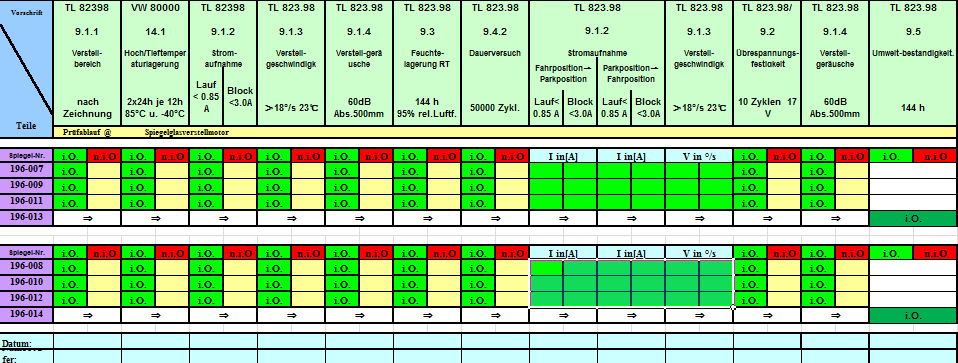 Vorschrift TL 82398 VW 80000 TL 82398 TL 823.98 TL 823.98 TL 823.98 TL 823.98 TL 823.98 TL 823.98 TL 823.98/ TL 823.98 TL 823.98
9.1.1 14.1 9.1.2 9.1.3 9.1.4 9.3 9.4.2 9.1.2 9.1.3 9.2 9.1.4 9.5
Verstell-bereich Hoch/Tieftemperaturlagerung Strom-aufnahme Verstell-geschwindigk Verstell-geräusche Feuchte-lagerung RT Dauerversuch Stromaufnahme Verstell-geschwindigk Übrespannungs-festigkeit Verstell-geräusche Umwelt-bestandigkeit.
Fahrposition→ Parkposition Parkposition→ Fahrposition
nach Zeichnung 2x24h je 12h 85°C u. -40°C Lauf < 0.85 A Block <3.0A >18°/s 23°C 60dB Abs.500mm 144 h 95% rel.Luftf. 50000 Zykl. Lauf< 0.85 A Block <3.0A Lauf< 0.85 A Block <3.0A >18°/s 23°C 10 Zyklen 17 V 60dB Abs.500mm 144 h
Teile
Prüfablauf @ Spiegelglasverstellmotor
Spiegel-Nr. i.O. n.i.O i.O. n.i.O i.O. n.i.O i.O. n.i.O i.O. n.i.O i.O. n.i.O i.O. n.i.O I in[A] I in[A] V in °/s i.O. n.i.O i.O. n.i.O i.O. n.i.O
196-007 i.O. i.O. i.O. i.O. i.O. i.O. i.O. i.O. i.O.
196-009 i.O. i.O. i.O. i.O. i.O. i.O. i.O. i.O. i.O.
196-011 i.O. i.O. i.O. i.O. i.O. i.O. i.O. i.O. i.O.
196-013 ⇒ ⇒ ⇒ ⇒ ⇒ ⇒ ⇒ ⇒ ⇒ ⇒ ⇒ ⇒ i.O.
Spiegel-Nr. i.O. n.i.O i.O. n.i.O i.O. n.i.O i.O. n.i.O i.O. n.i.O i.O. n.i.O i.O. n.i.O I in[A] I in[A] V in °/s i.O. n.i.O i.O. n.i.O i.O. n.i.O
196-008 i.O. i.O. i.O. i.O. i.O. i.O. i.O. i.O. i.O.
196-010 i.O. i.O. i.O. i.O. i.O. i.O. i.O. i.O. i.O.
196-012 i.O. i.O. i.O. i.O. i.O. i.O. i.O. i.O. i.O.
196-014 ⇒ ⇒ ⇒ ⇒ ⇒ ⇒ ⇒ ⇒ ⇒ ⇒ ⇒ ⇒ i.O.
Datum:
fer: